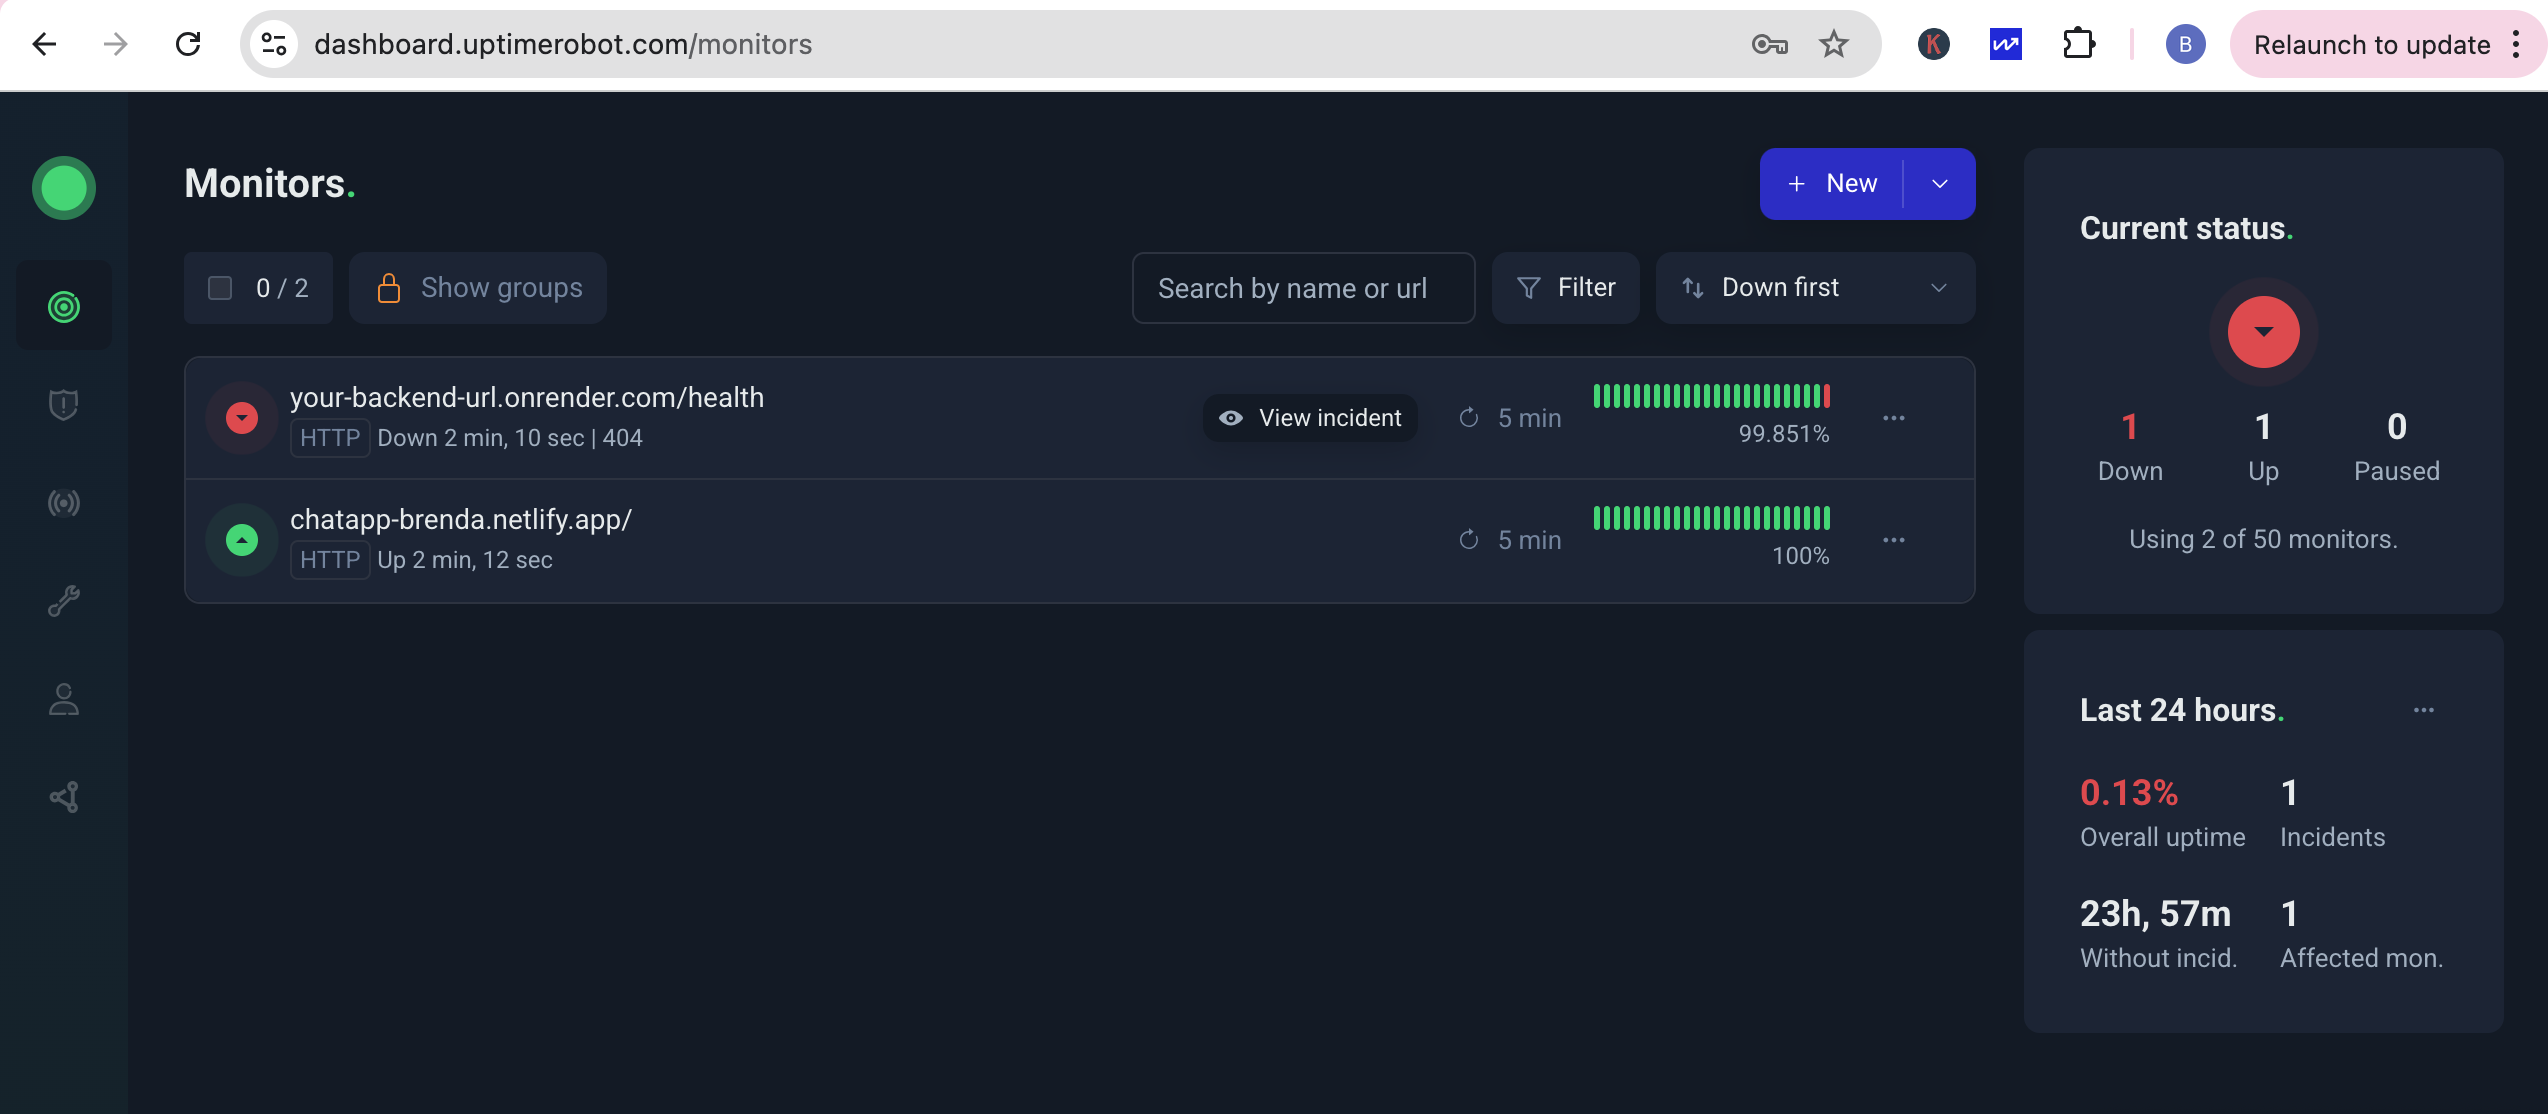 dashboard.uptimerobot.com/monitors
K
B
Relaunch to update
Monitors.
+ New
0 / 2
Show groups
Search by name or url
Filter
Down first
your-backend-url.onrender.com/health
HTTP Down 2 min, 10 sec | 404
View incident
5 min
99.851%
chatapp-brenda.netlify.app/
HTTP Up 2 min, 12 sec
5 min
100%
Current status.
1 1 0
Down Up Paused
Using 2 of 50 monitors.
Last 24 hours.
0.13% 1
Overall uptime Incidents
23h, 57m 1
Without incid. Affected mon.